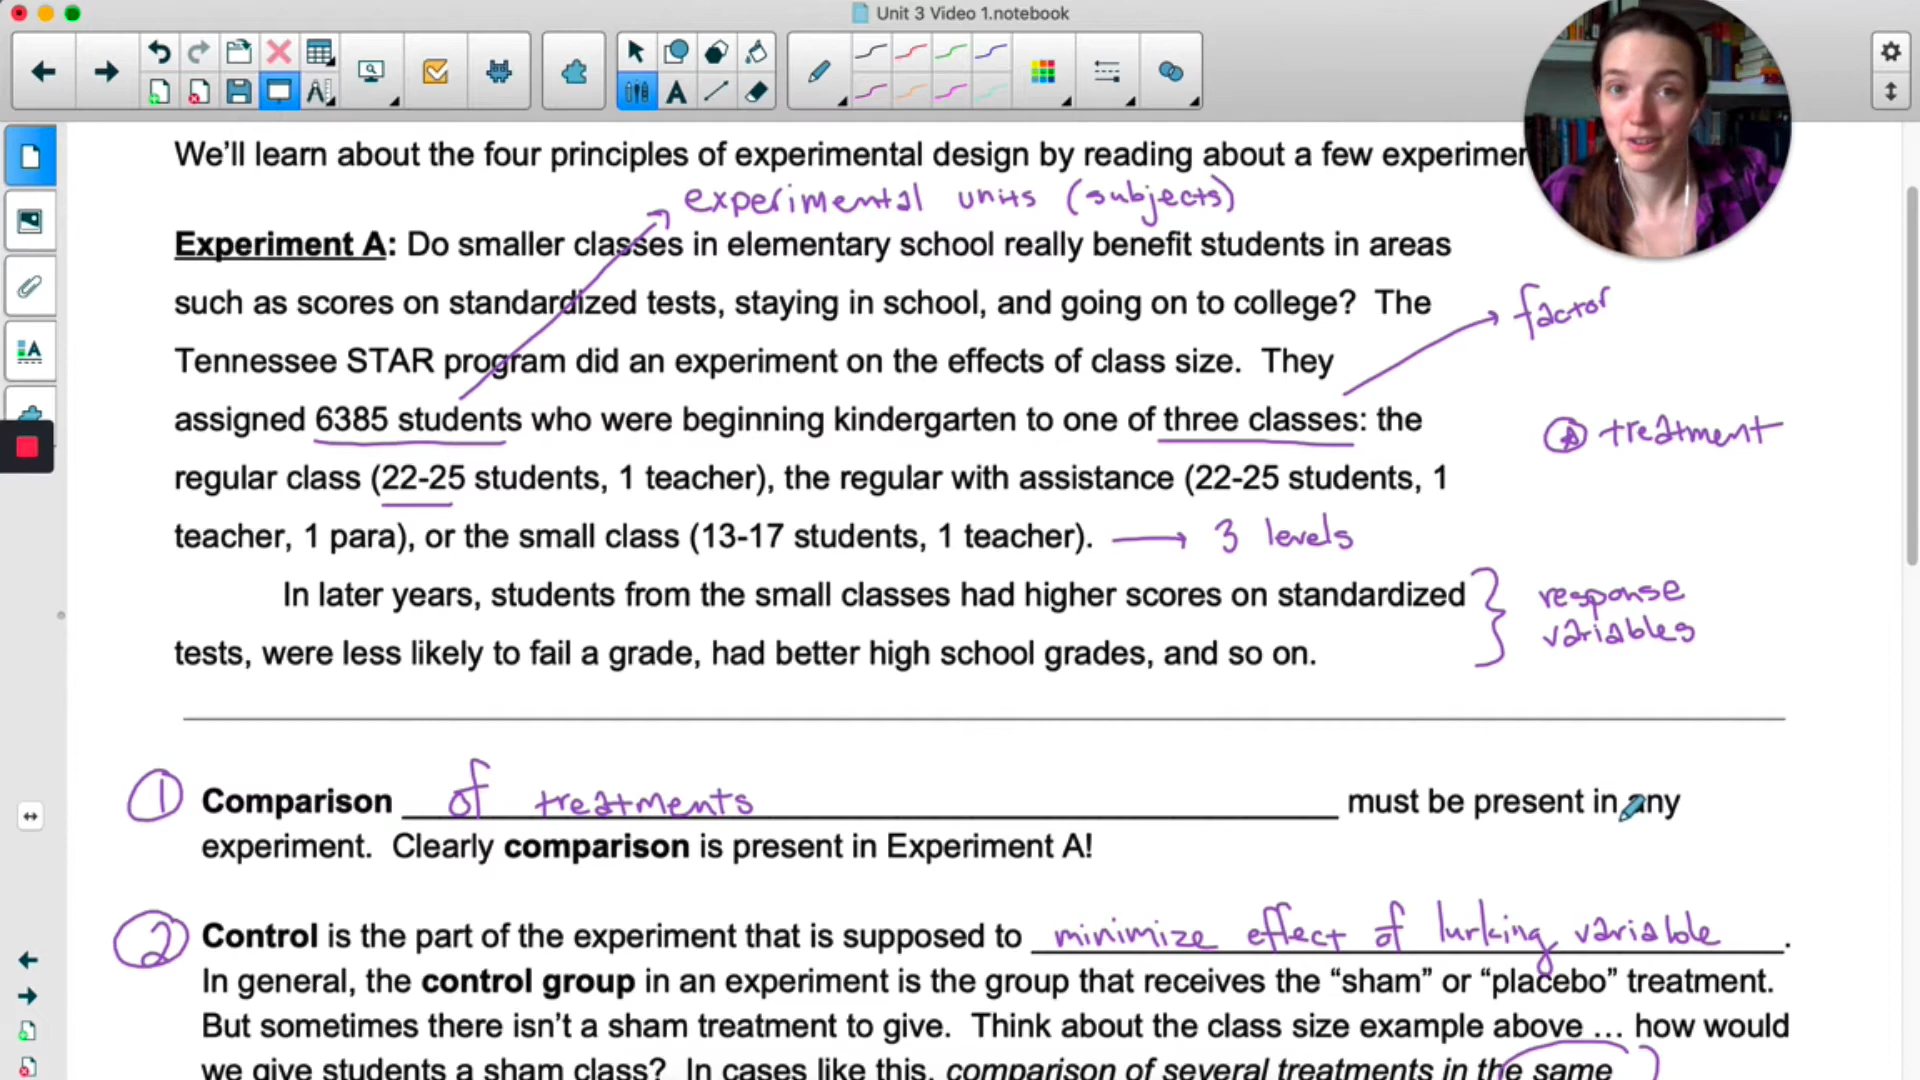 Unit 3 Video 1.notebook
We'll learn about the four principles of experimental design by reading about a few experimen
experimental units (subjects)
Experiment A: Do smaller classes in elementary school really benefit students in areas
such as scores on standardized tests, staying in school, and going on to college? The
factor
Tennessee STAR program did an experiment on the effects of class size. They
assigned 6385 students who were beginning kindergarten to one of three classes: the
treatment
regular class (22-25 students, 1 teacher), the regular with assistance (22-25 students, 1
teacher, 1 para), or the small class (13-17 students, 1 teacher). → 3 levels
In later years, students from the small classes had higher scores on standardized
response
variables
tests, were less likely to fail a grade, had better high school grades, and so on.
① Comparison of treatments must be present in any
experiment. Clearly comparison is present in Experiment A!
② Control is the part of the experiment that is supposed to minimize effect of lurking variable.
In general, the control group in an experiment is the group that receives the “sham” or “placebo” treatment.
But sometimes there isn’t a sham treatment to give. Think about the class size example above … how would
we give students a sham class? In cases like this, comparison of several treatments in the same